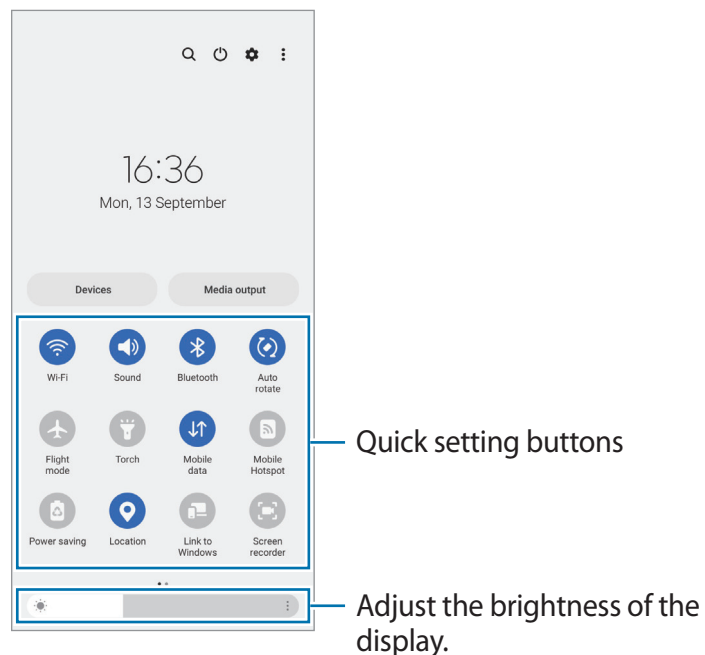 16:36
Mon, 13 September
Devices
Media output
Wi-Fi
Sound
Bluetooth
Auto
rotate
Flight
mode
Torch
Mobile
data
Mobile
Hotspot
Power saving
Location
Link to
Windows
Screen
recorder
Quick setting buttons
Adjust the brightness of the
display.